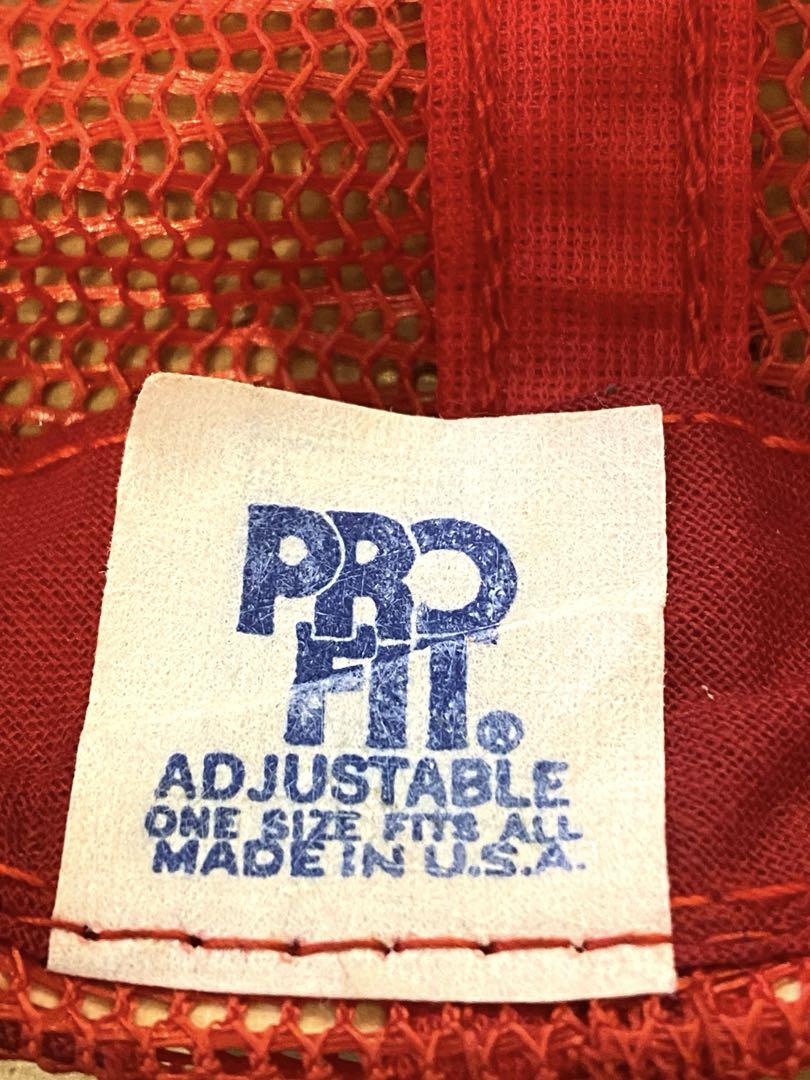 PRO
FIT®
ADJUSTABLE
ONE SIZE FITS ALL
MADE IN U.S.A.